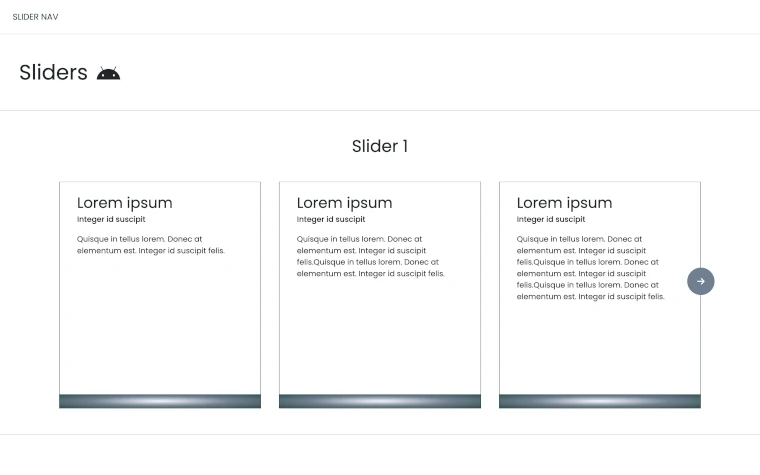 SLIDER NAV
Sliders
Slider 1
Lorem ipsum
Integer id suscipit
Quisque in tellus lorem. Donec at
elementum est. Integer id suscipit felis.
Lorem ipsum
Integer id suscipit
Quisque in tellus lorem. Donec at
elementum est. Integer id suscipit
felis.Quisque in tellus lorem. Donec at
elementum est. Integer id suscipit felis.
Lorem ipsum
Integer id suscipit
Quisque in tellus lorem. Donec at
elementum est. Integer id suscipit
felis.Quisque in tellus lorem. Donec at
elementum est. Integer id suscipit
felis.Quisque in tellus lorem. Donec at
elementum est. Integer id suscipit felis.